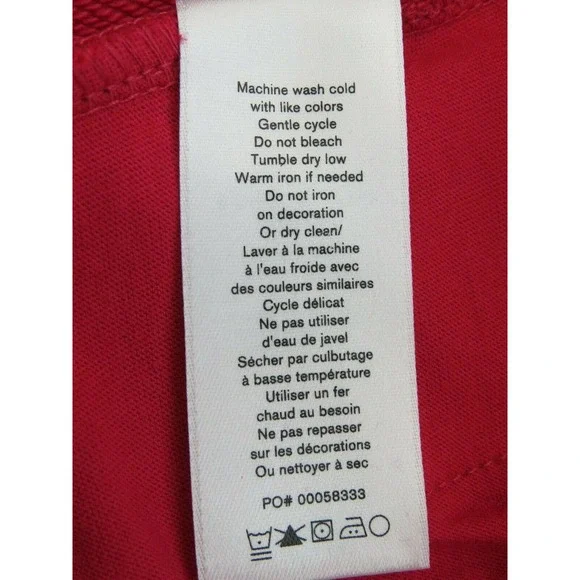 Machine wash cold
with like colors
Gentle cycle
Do not bleach
Tumble dry low
Warm iron if needed
Do not iron
on decoration
Or dry clean/
Laver à la machine
à l'eau froide avec
des couleurs similaires
Cycle délicat
Ne pas utiliser
d'eau de javel
Sécher par culbutage
à basse température
Utiliser un fer
chaud au besoin
Ne pas repasser
sur les décorations
Ou nettoyer à sec
PO# 00058333